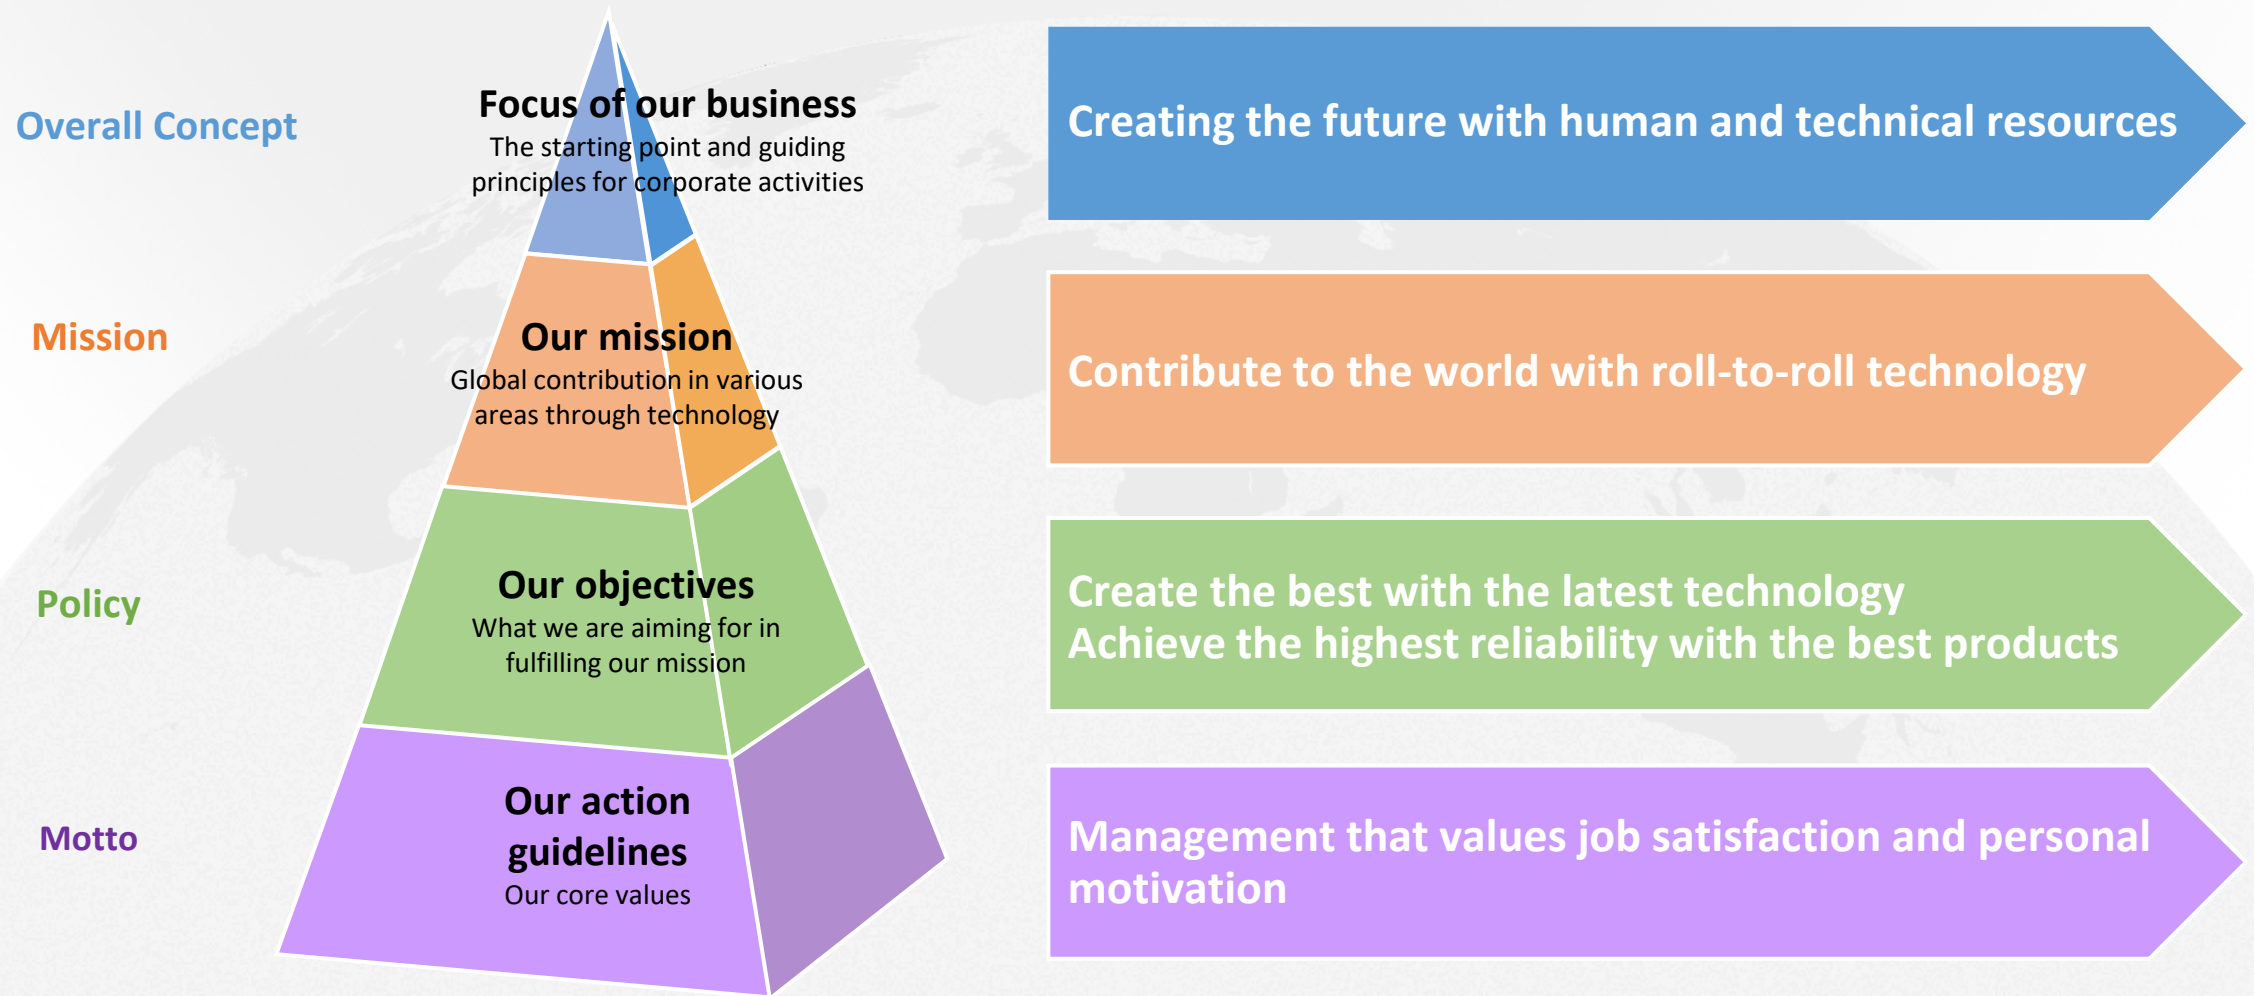 Overall Concept
Focus of our business
The starting point and guiding
principles for corporate activities
Creating the future with human and technical resources
Mission
Our mission
Global contribution in various
areas through technology
Contribute to the world with roll-to-roll technology
Policy
Our objectives
What we are aiming for in
fulfilling our mission
Create the best with the latest technology
Achieve the highest reliability with the best products
Motto
Our action
guidelines
Our core values
Management that values job satisfaction and personal
motivation